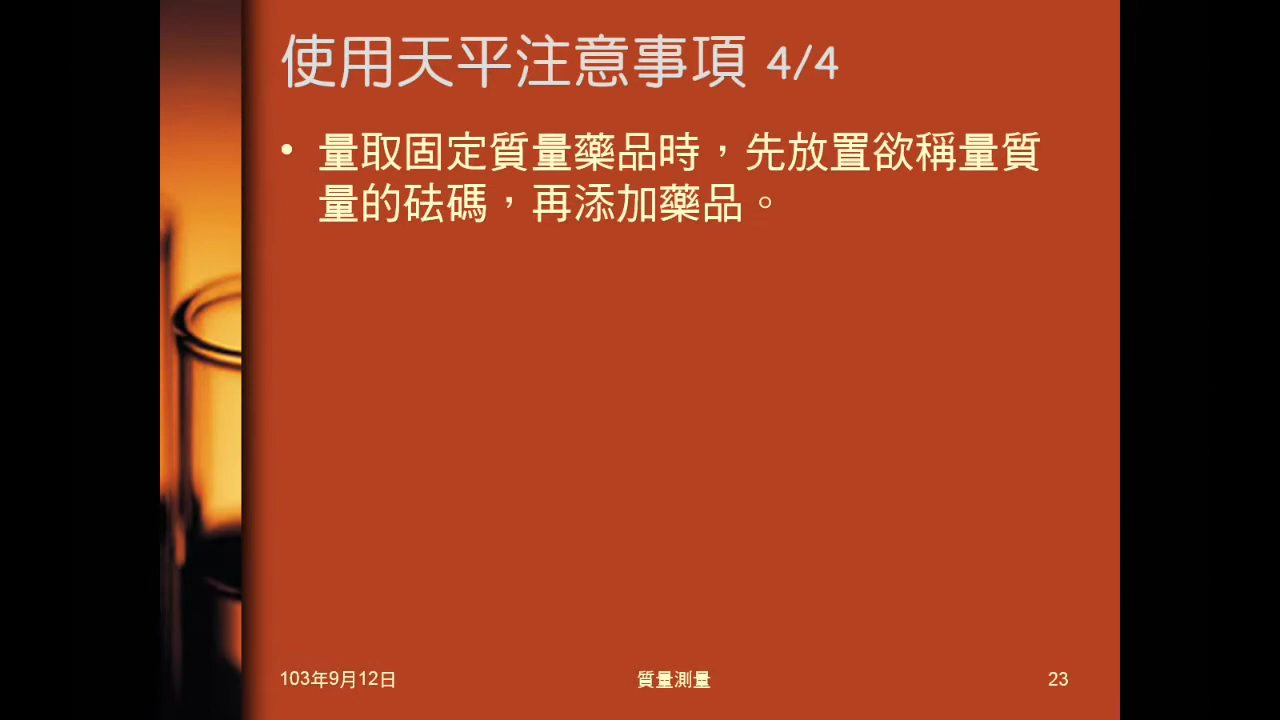 使用天平注意事項 4/4
• 量取固定質量藥品時，先放置欲稱量質
量的砝碼，再添加藥品。
103年9月12日
質量測量
23